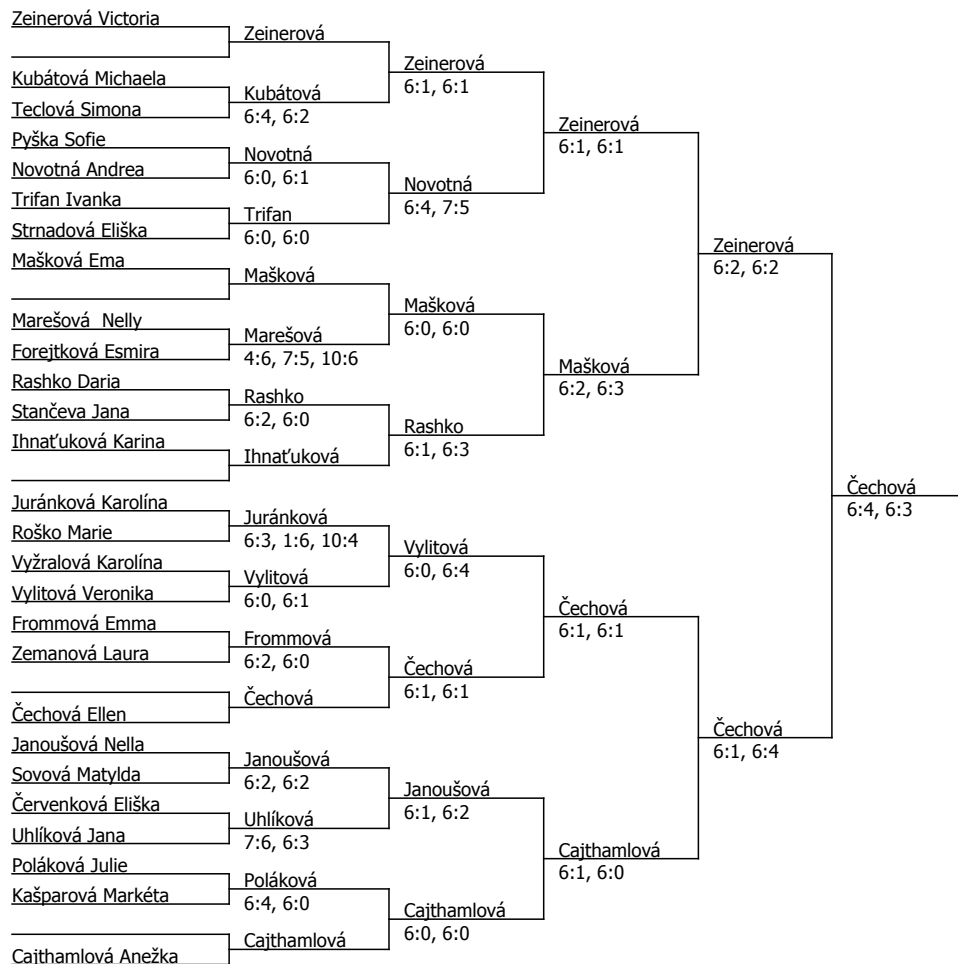 Zeinerová Victoria
Kubátová Michaela
Teclová Simona
Pyška Sofie
Novotná Andrea
Trifan Ivanka
Strnadová Eliška
Mašková Ema
Marešová  Nelly
Forejtková Esmira
Rashko Daria
Stančeva Jana
Ihnaťuková Karina
Juránková Karolína
Roško Marie
Vyžralová Karolína
Vylitová Veronika
Frommová Emma
Zemanová Laura
Čechová Ellen
Janoušová Nella
Sovová Matylda
Červenková Eliška
Uhlíková Jana
Poláková Julie
Kašparová Markéta
Cajthamlová Anežka
Zeinerová
Kubátová
6:4, 6:2
Novotná
6:0, 6:1
Trifan
6:0, 6:0
Mašková
Marešová
4:6, 7:5, 10:6
Rashko
6:2, 6:0
Ihnaťuková
Juránková
6:3, 1:6, 10:4
Vylitová
6:0, 6:1
Frommová
6:2, 6:0
Čechová
Janoušová
6:2, 6:2
Uhlíková
7:6, 6:3
Poláková
6:4, 6:0
Cajthamlová
Zeinerová
6:1, 6:1
Novotná
6:4, 7:5
Mašková
6:0, 6:0
Rashko
6:1, 6:3
Vylitová
6:0, 6:4
Čechová
6:1, 6:1
Janoušová
6:1, 6:2
Cajthamlová
6:0, 6:0
Zeinerová
6:1, 6:1
Mašková
6:2, 6:3
Čechová
6:1, 6:1
Cajthamlová
6:1, 6:0
Zeinerová
6:2, 6:2
Čechová
6:1, 6:4
Čechová
6:4, 6:3